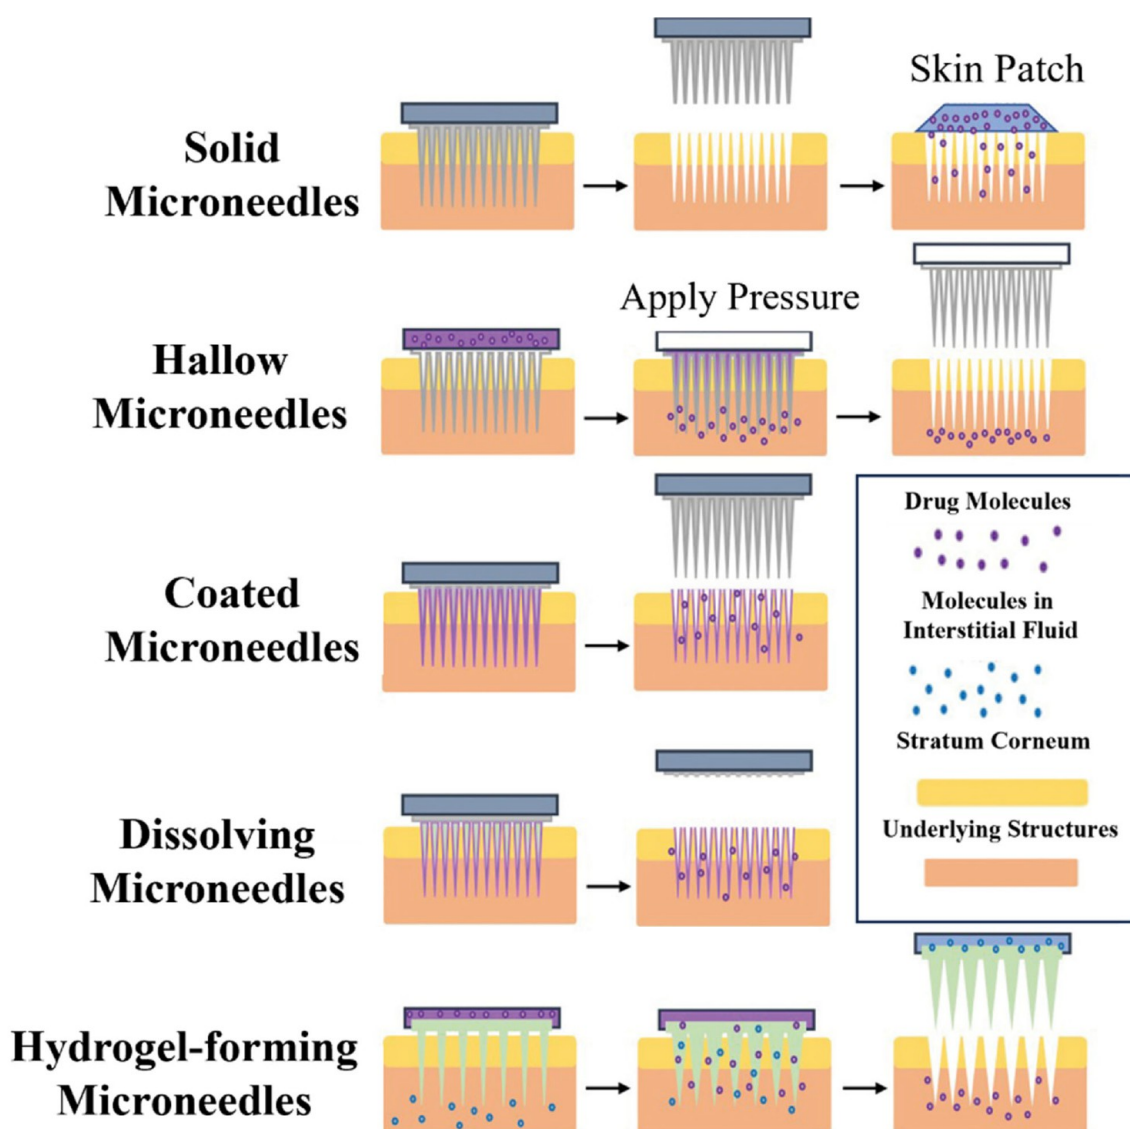 Skin Patch
Solid
Microneedles
Apply Pressure
Hallow
Microneedles
Coated
Microneedles
Drug Molecules
Molecules in
Interstitial Fluid
Stratum Corneum
Underlying Structures
Dissolving
Microneedles
Hydrogel-forming
Microneedles